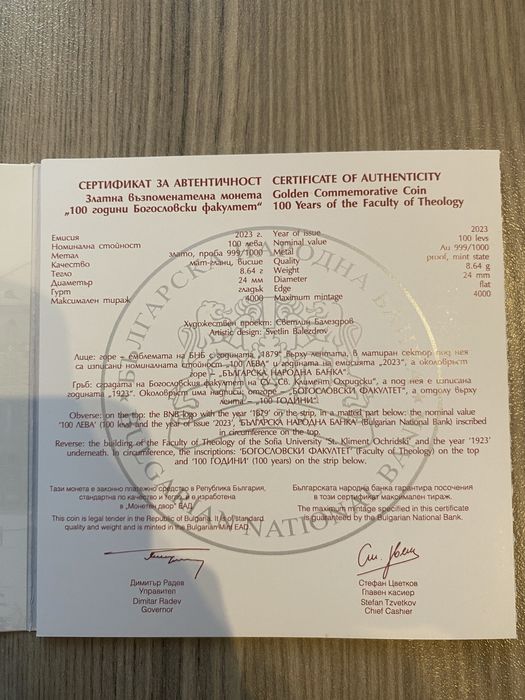 СЕРТИФИКАТ ЗА АВТЕНТИЧНОСТ
Златна възпоменателна монета
„100 години Богословски факултет“
CERTIFICATE OF AUTHENTICITY
Golden Commemorative Coin
100 Years of the Faculty of Theology
Емисия 2023 г.
Номинална стойност 100 лева
Метал злато, проба 999/1000
Качество мат-гланц, висше
Тегло 8.64 г
Диаметър 24 мм
Гурт гладък
Максимален тираж 4000
Year of issue 2023
Nominal value 100 levs
Metal Au 999/1000
Quality proof, mint state
Weight 8.64 g
Diameter 24 mm
Edge flat
Maximum mintage 4000
Художествен проект: Светлин Балездров
Artistic design: Svetlin Balezdrov
Лице: горе – емблемата на БНБ с годината „1879“ върху лентата, в матиран сектор под нея
са изписани номиналната стойност „100 ЛЕВА“ и годината на емисията „2023“, а околовръст
горе – „БЪЛГАРСКА НАРОДНА БАНКА“.
Гръб: сградата на Богословския факултет на СУ „Св. Климент Охридски“, а под нея е изписана
годината „1923“. Околовръст има надписи, отгоре – „БОГОСЛОВСКИ ФАКУЛТЕТ“, а отдолу върху
лента – „100 ГОДИНИ“.
Obverse: on the top: the BNB logo with the year '1879' on the strip, in a matted part below: the nominal value
'100 ЛЕВА' (100 leva) and the year of issue '2023', 'БЪЛГАРСКА НАРОДНА БАНКА' (Bulgarian National Bank) inscribed
in circumference on the top.
Reverse: the building of the Faculty of Theology of the Sofia University "St. Kliment Ochridski" and the year '1923'
underneath. In circumference, the inscriptions: 'БОГОСЛОВСКИ ФАКУЛТЕТ' (Faculty of Theology) on the top
and '100 ГОДИНИ' (100 years) on the strip below.
Тази монета е законно платежно средство в Република България,
стандартна по качество и тегло и е изработена
в „Монетен двор“ ЕАД.
This coin is legal tender in the Republic of Bulgaria. It is of standard
quality and weight and is minted in the Bulgarian Mint EAD.
Българската народна банка гарантира посочения
в този сертификат максимален тираж.
The maximum mintage specified in this certificate
is guaranteed by the Bulgarian National Bank.
Димитър Радев
Управител
Dimitar Radev
Governor
Стефан Цветков
Главен касиер
Stefan Tzvetkov
Chief Cashier
БЪЛГАРСКА НАРОДНА БАНКА
BULGARIAN NATIONAL BANK